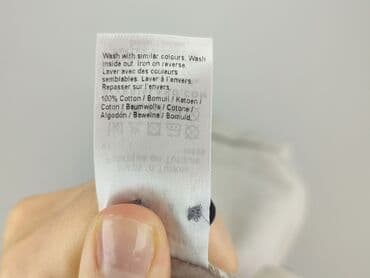 Wash with similar colours. Wash
inside out. Iron on reverse.
Laver avec des couleurs
semblables. Laver à l'envers.
Repasser sur l'envers.
100% Cotton / Bomull / Katoen /
Coton / Baumwolle / Cotone /
Algodón / Bawełna / Bomuld.